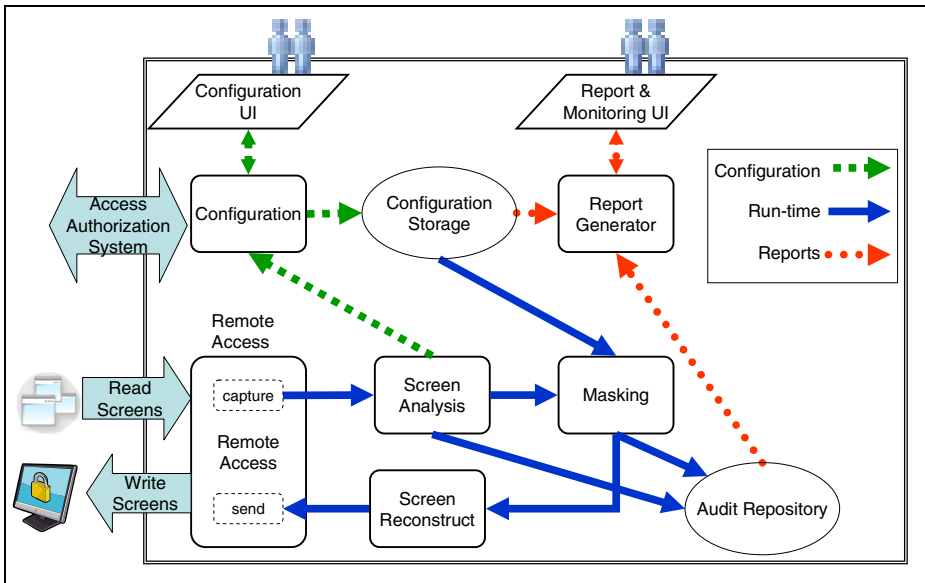 Configuration
UI
Report &
Monitoring UI
Access
Authorization
System
Configuration
Configuration
Storage
Report
Generator
Configuration
Run-time
Reports
Remote
Access
Read
Screens
capture
Screen
Analysis
Masking
Remote
Access
Write
Screens
send
Screen
Reconstruct
Audit Repository